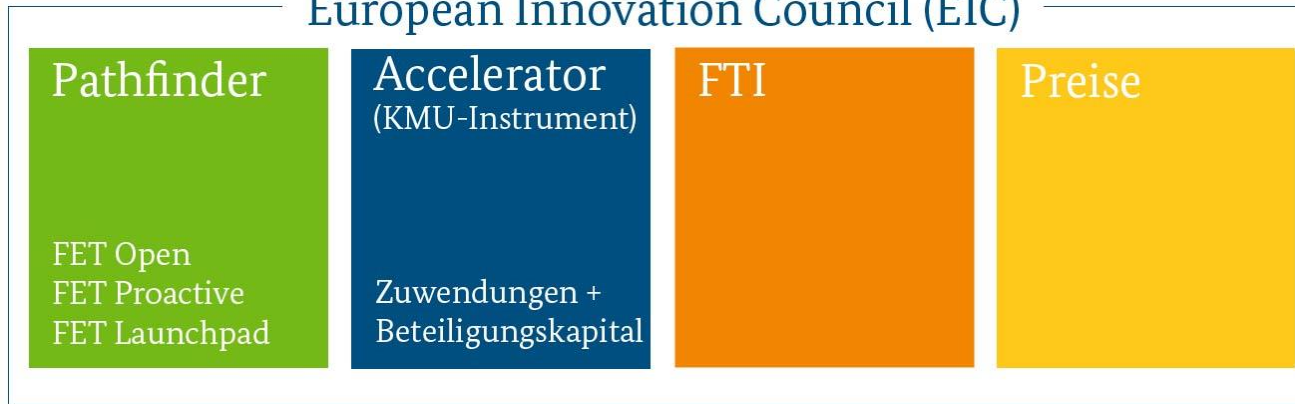 European Innovation Council (EIC)
Pathfinder
FET Open
FET Proactive
FET Launchpad
Accelerator
(KMU-Instrument)
Zuwendungen +
Beteiligungskapital
FTI
Preise